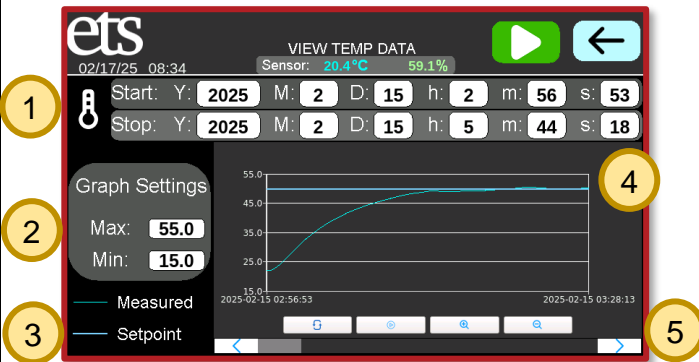 ets
VIEW TEMP DATA
02/17/25 08:34
Sensor: 20.4°C 59.1%
1
Start: Y: 2025 M: 2 D: 15 h: 2 m: 56 s: 53
Stop: Y: 2025 M: 2 D: 15 h: 5 m: 44 s: 18
2
Graph Settings
Max: 55.0
Min: 15.0
3
Measured
Setpoint
4
55.0
45.0
35.0
25.0
15.0
2025-02-15 02:56:53 2025-02-15 03:28:13
5